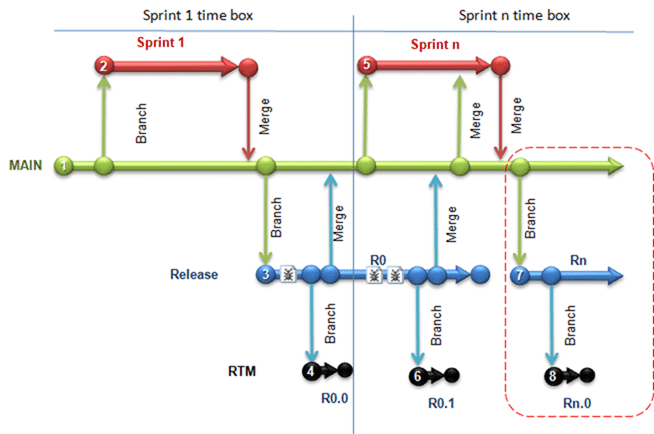 Sprint 1 time box
Sprint n time box
Sprint 1
Sprint n
2
5
Branch
Merge
Merge
Merge
MAIN
1
Branch
Merge
Merge
Branch
Release
3
R0
7
Rn
Branch
Branch
Branch
RTM
4
6
8
R0.0
R0.1
Rn.0